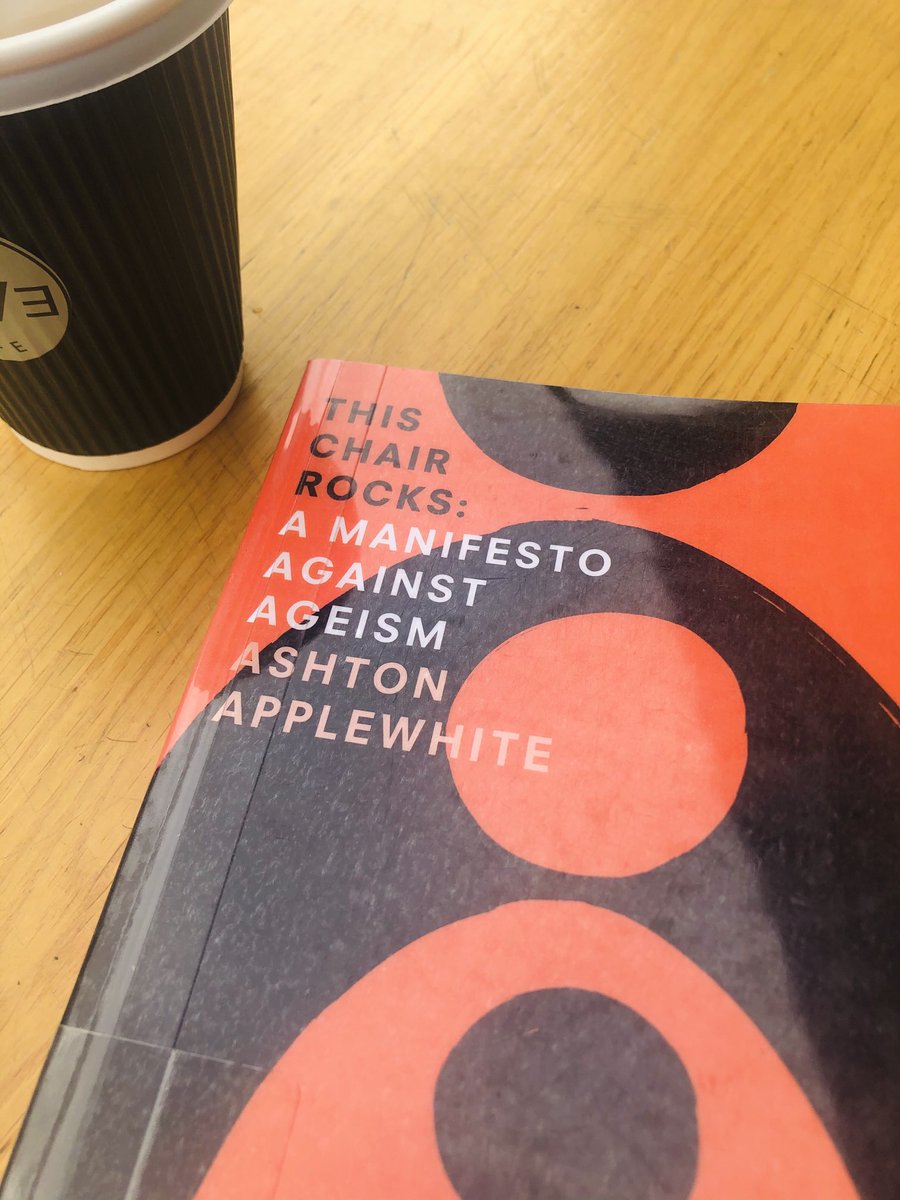 THIS
CHAIR
ROCKS:
A MANIFESTO
AGAINST
AGEISM
ASHTON
APPLEWHITE